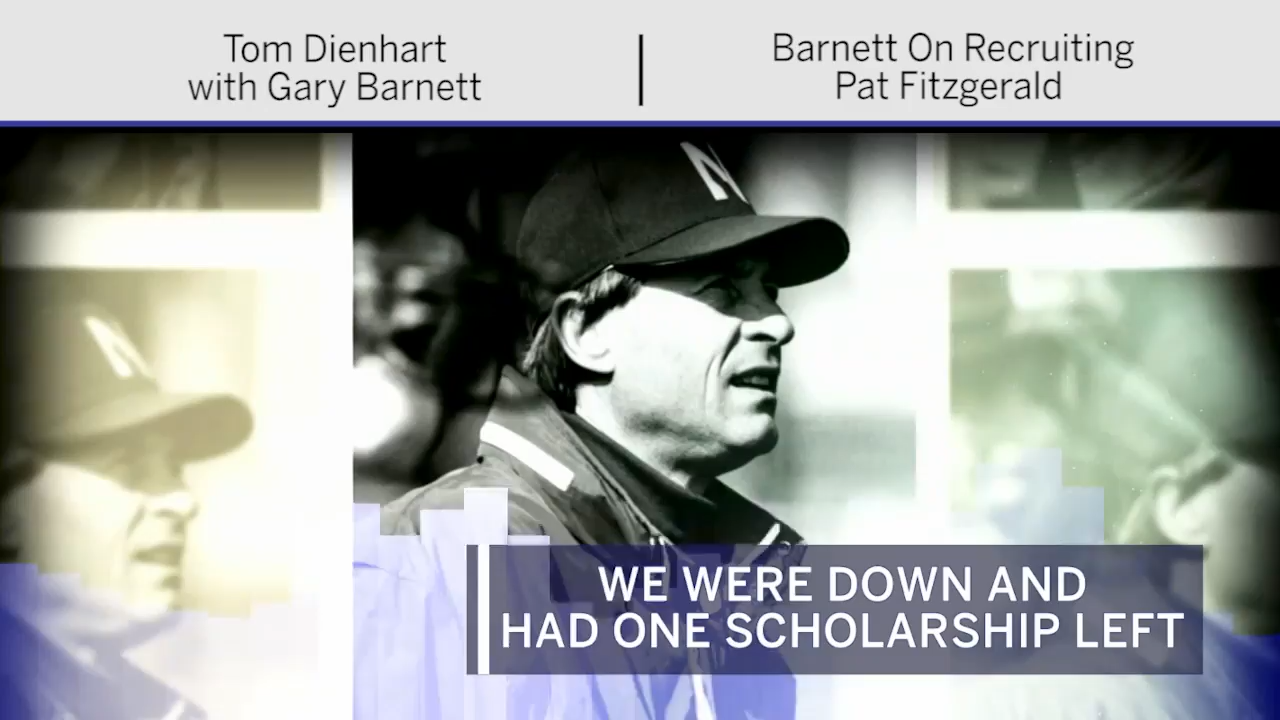 Tom Dienhart
with Gary Barnett
Barnett On Recruiting
Pat Fitzgerald
N
N
WE WERE DOWN AND
HAD ONE SCHOLARSHIP LEFT